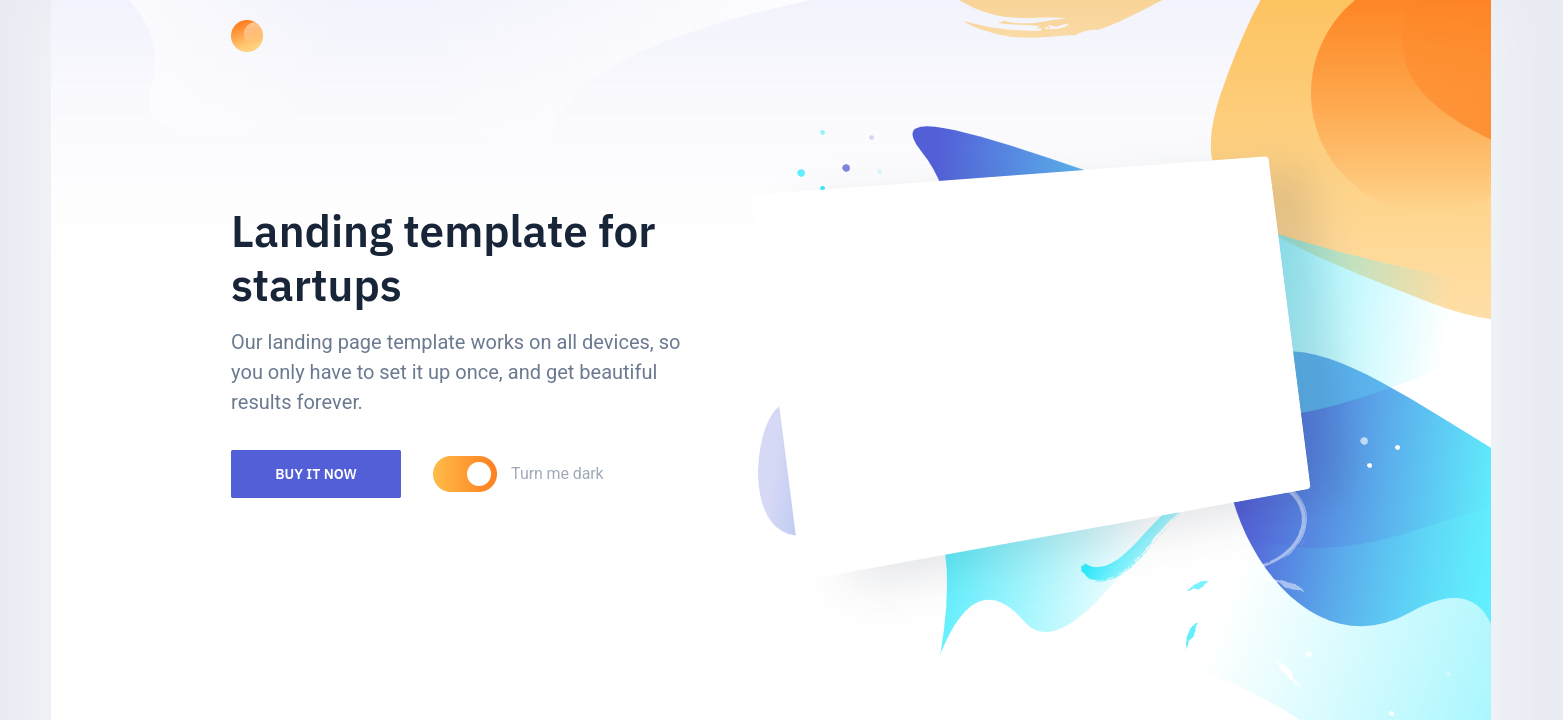 Landing template for
startups
Our landing page template works on all devices, so
you only have to set it up once, and get beautiful
results forever.
BUY IT NOW
Turn me dark